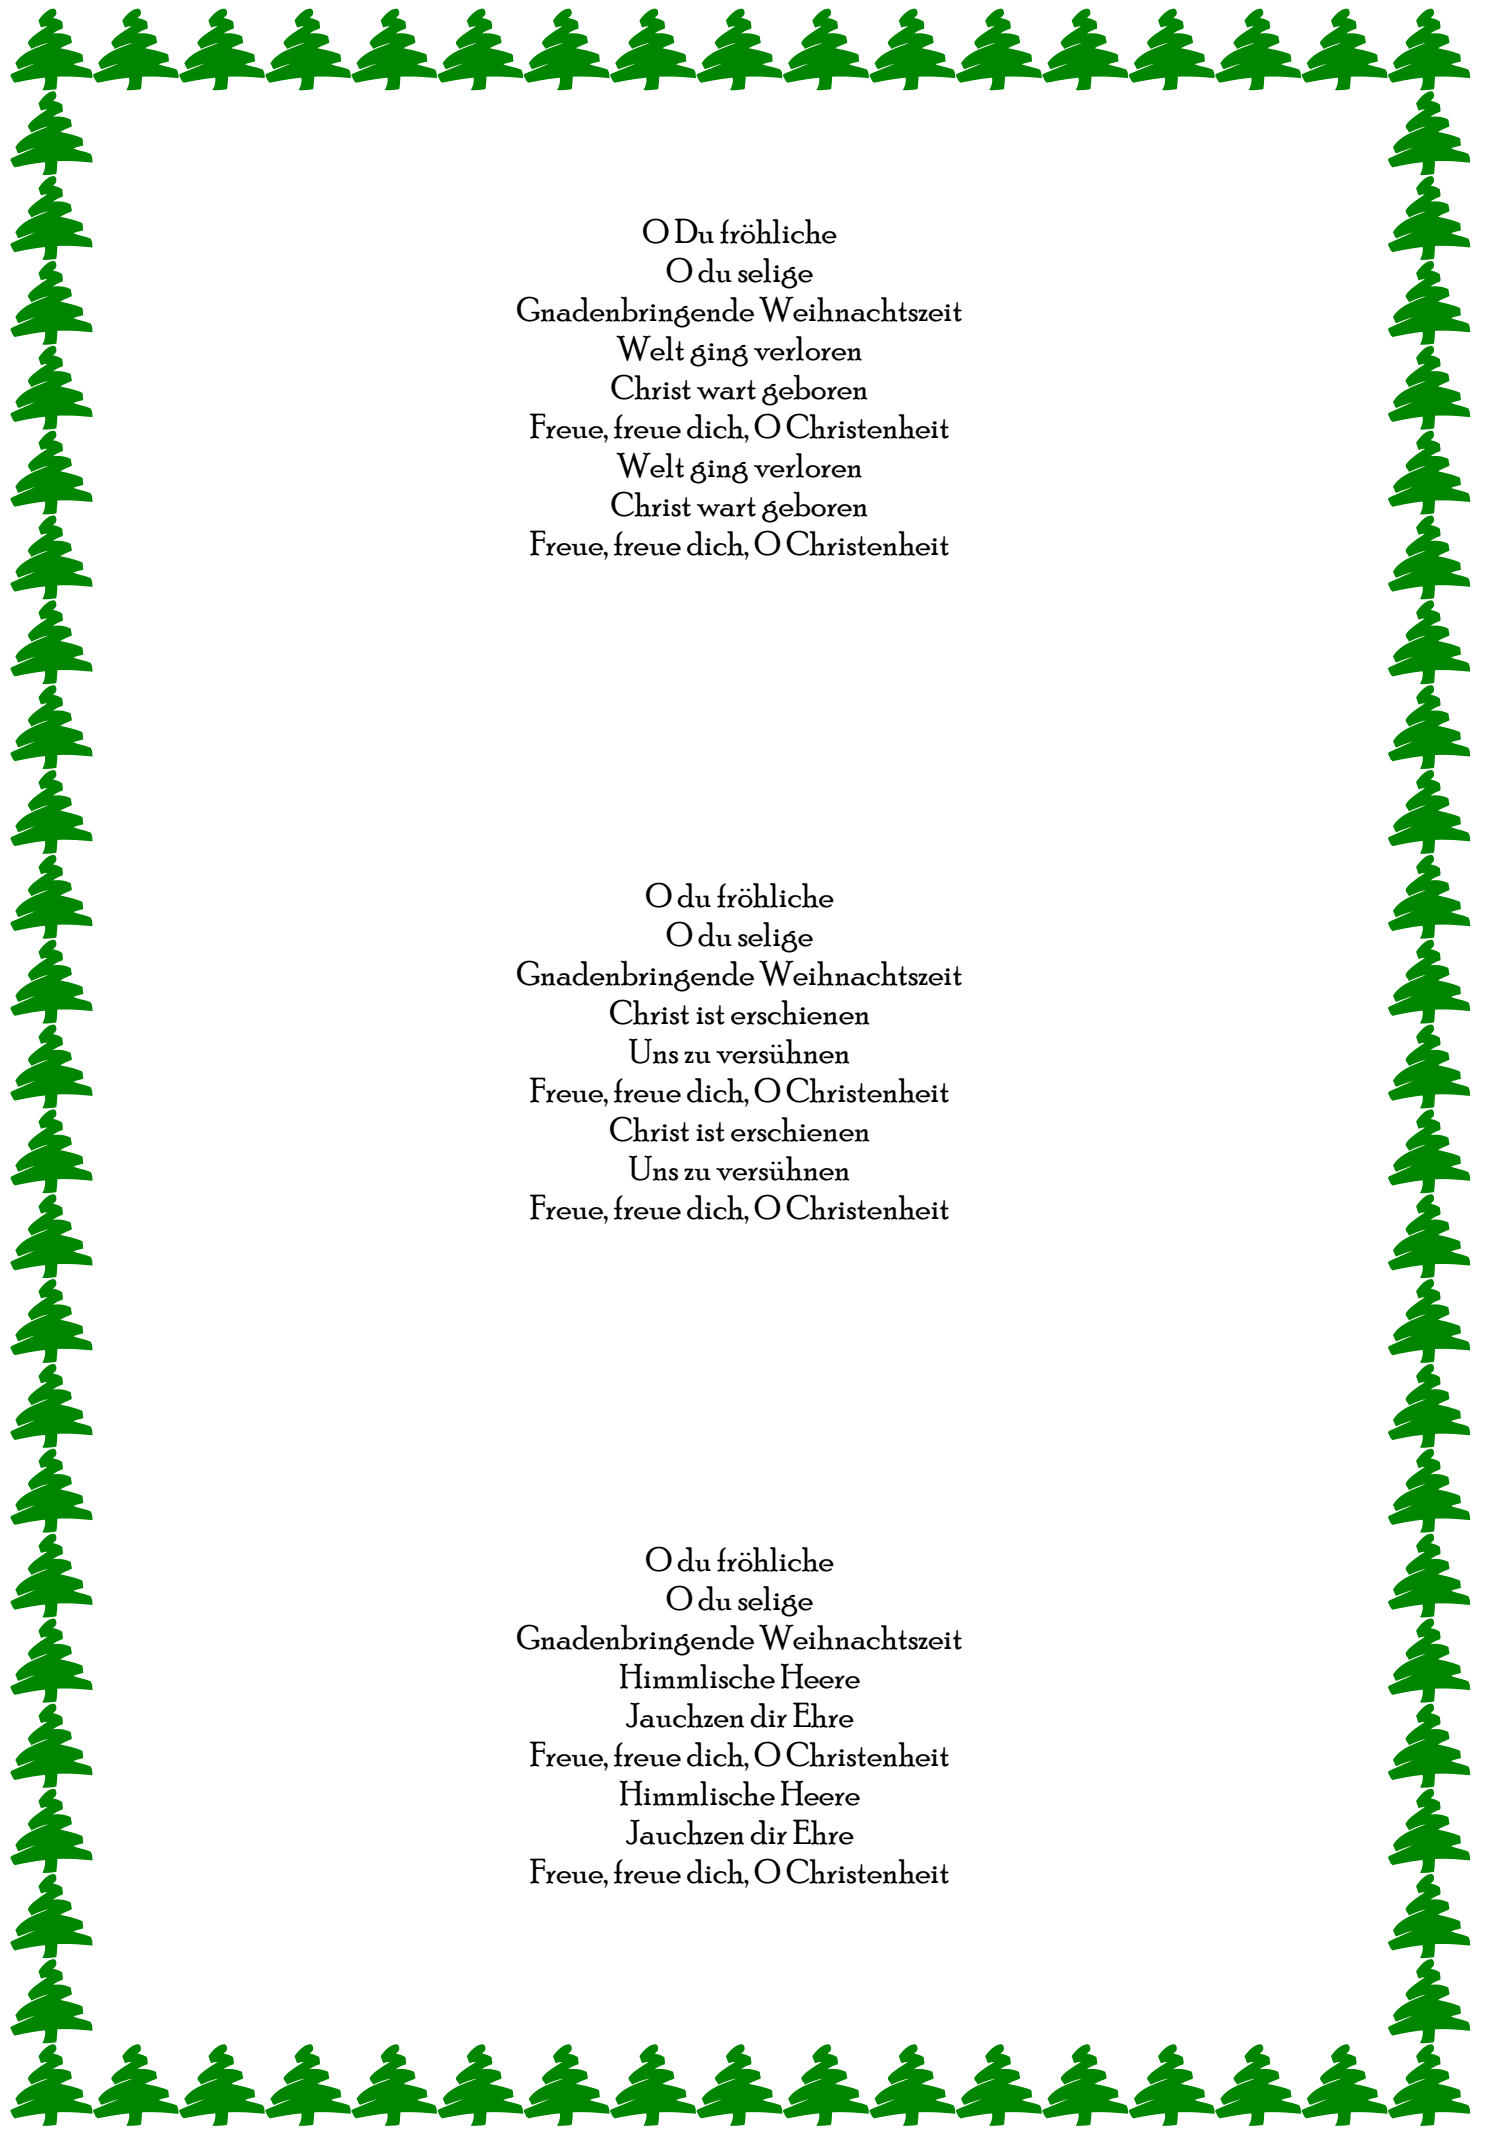 O Du fröhliche
O du selige
Gnadenbringende Weihnachtszeit
Welt ging verloren
Christ wart geboren
Freue, freue dich, O Christenheit
Welt ging verloren
Christ wart geboren
Freue, freue dich, O Christenheit
O du fröhliche
O du selige
Gnadenbringende Weihnachtszeit
Christ ist erschienen
Uns zu versühnen
Freue, freue dich, O Christenheit
Christ ist erschienen
Uns zu versühnen
Freue, freue dich, O Christenheit
O du fröhliche
O du selige
Gnadenbringende Weihnachtszeit
Himmlische Heere
Jauchzen dir Ehre
Freue, freue dich, O Christenheit
Himmlische Heere
Jauchzen dir Ehre
Freue, freue dich, O Christenheit